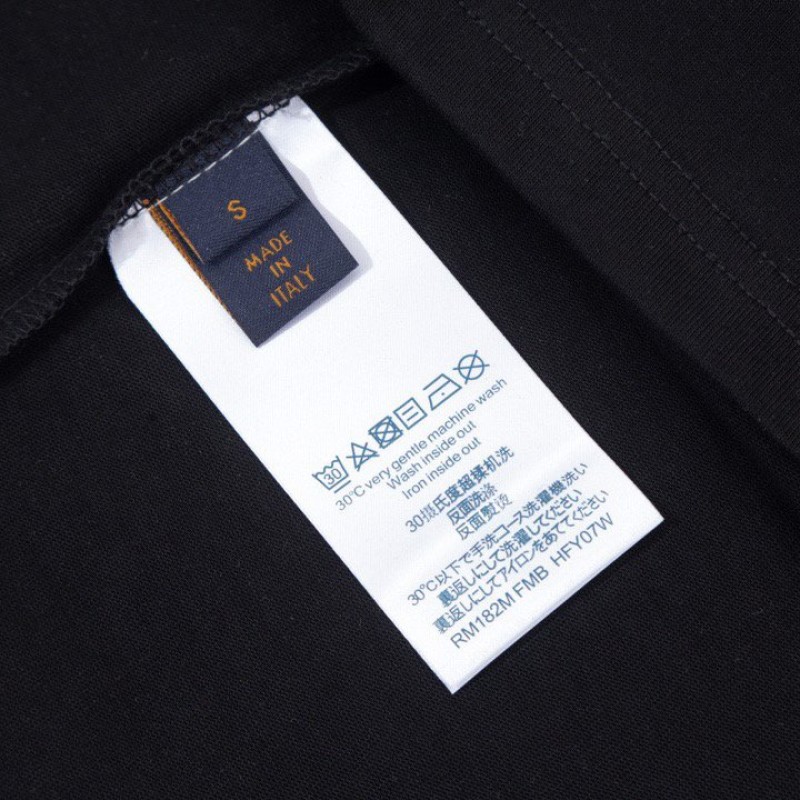 S
MADE
IN
ITALY
30
30°C very gentle machine wash
Wash inside out
Iron inside out
30摄氏度超揉机洗
反面洗涤
反面熨烫
30°C以下で手洗コース洗濯機洗い
裏返しにして洗濯してください
裏返しにしてアイロンをあててください
RM182M FMB HFY07W